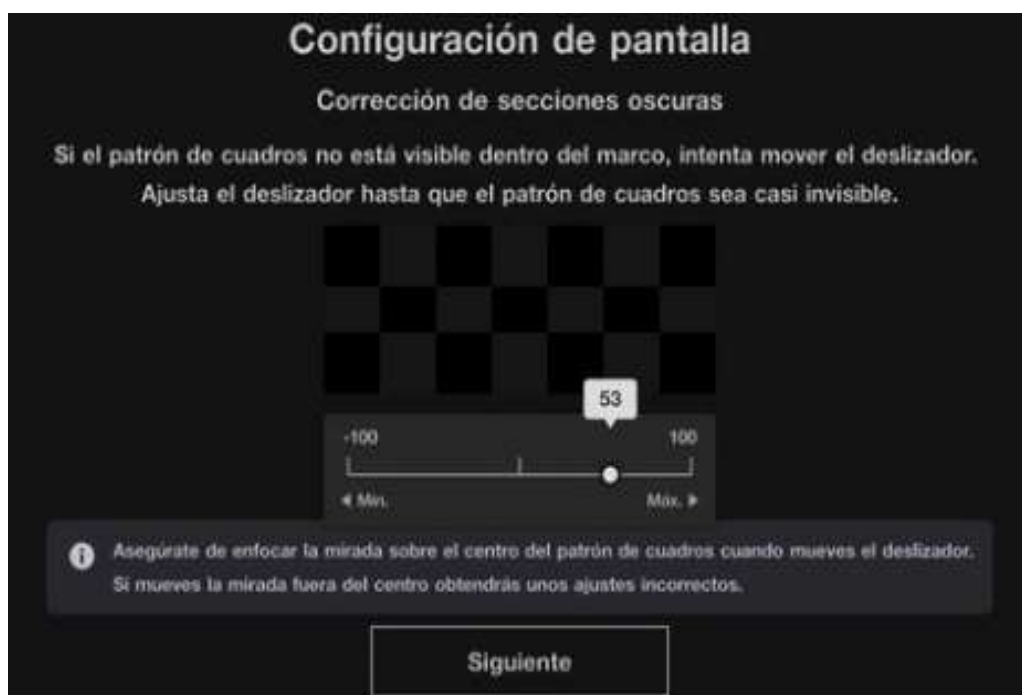 Configuración de pantalla
Corrección de secciones oscuras
Si el patrón de cuadros no está visible dentro del marco, intenta mover el deslizador.
Ajusta el deslizador hasta que el patrón de cuadros sea casi invisible.
53
-100 100
Mín. Máx.
Asegúrate de enfocar la mirada sobre el centro del patrón de cuadros cuando mueves el deslizador.
Si mueves la mirada fuera del centro obtendrás unos ajustes incorrectos.
Siguiente